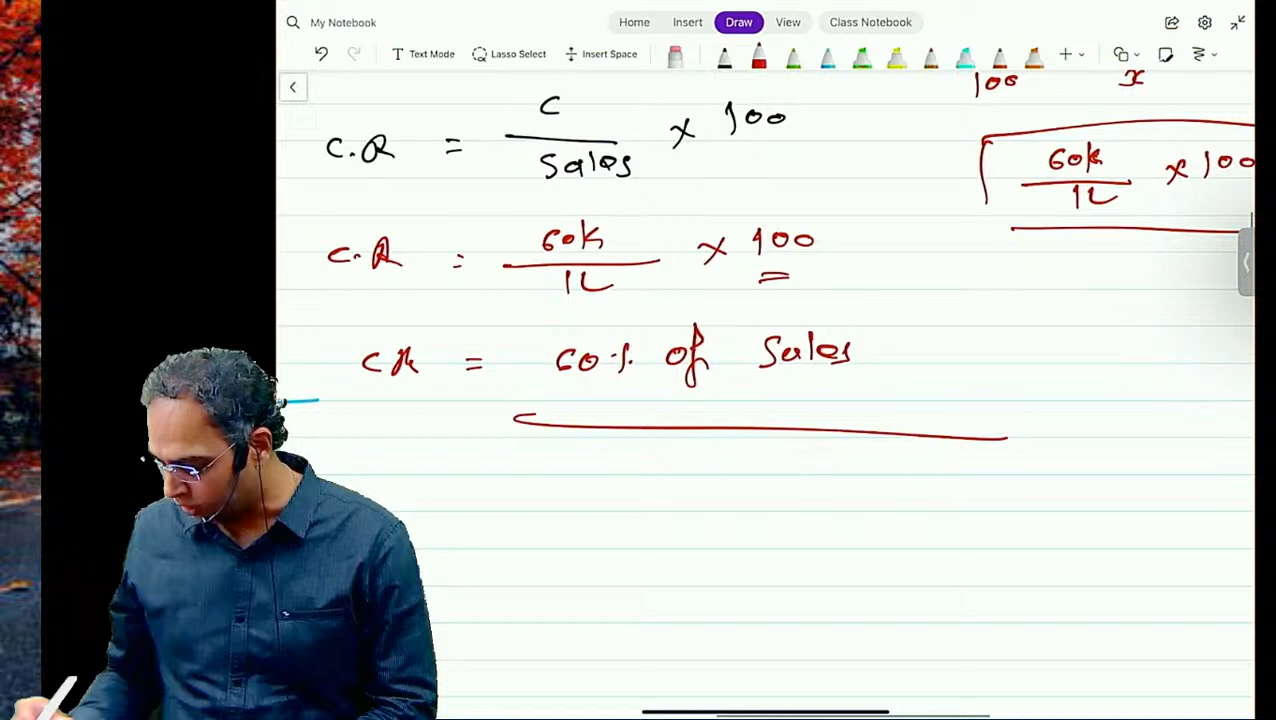 My Notebook Home Insert Draw View Class Notebook
T Text Mode Lasso Select Insert Space
100 x
C.R = C / Sales × 100
60k / 1L × 100
C.R = 60k / 1L × 100
CR = 60% of Sales